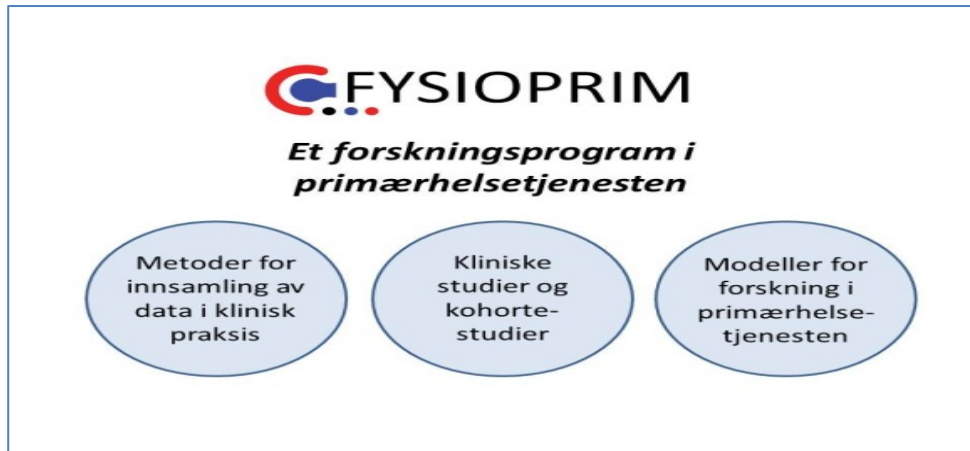 FYSIOPRIM
Et forskningsprogram i
primærhelsetjenesten
Metoder for
innsamling av
data i klinisk
praksis
Kliniske
studier og
kohorte-
studier
Modeller for
forskning i
primærhelse-
tjenesten